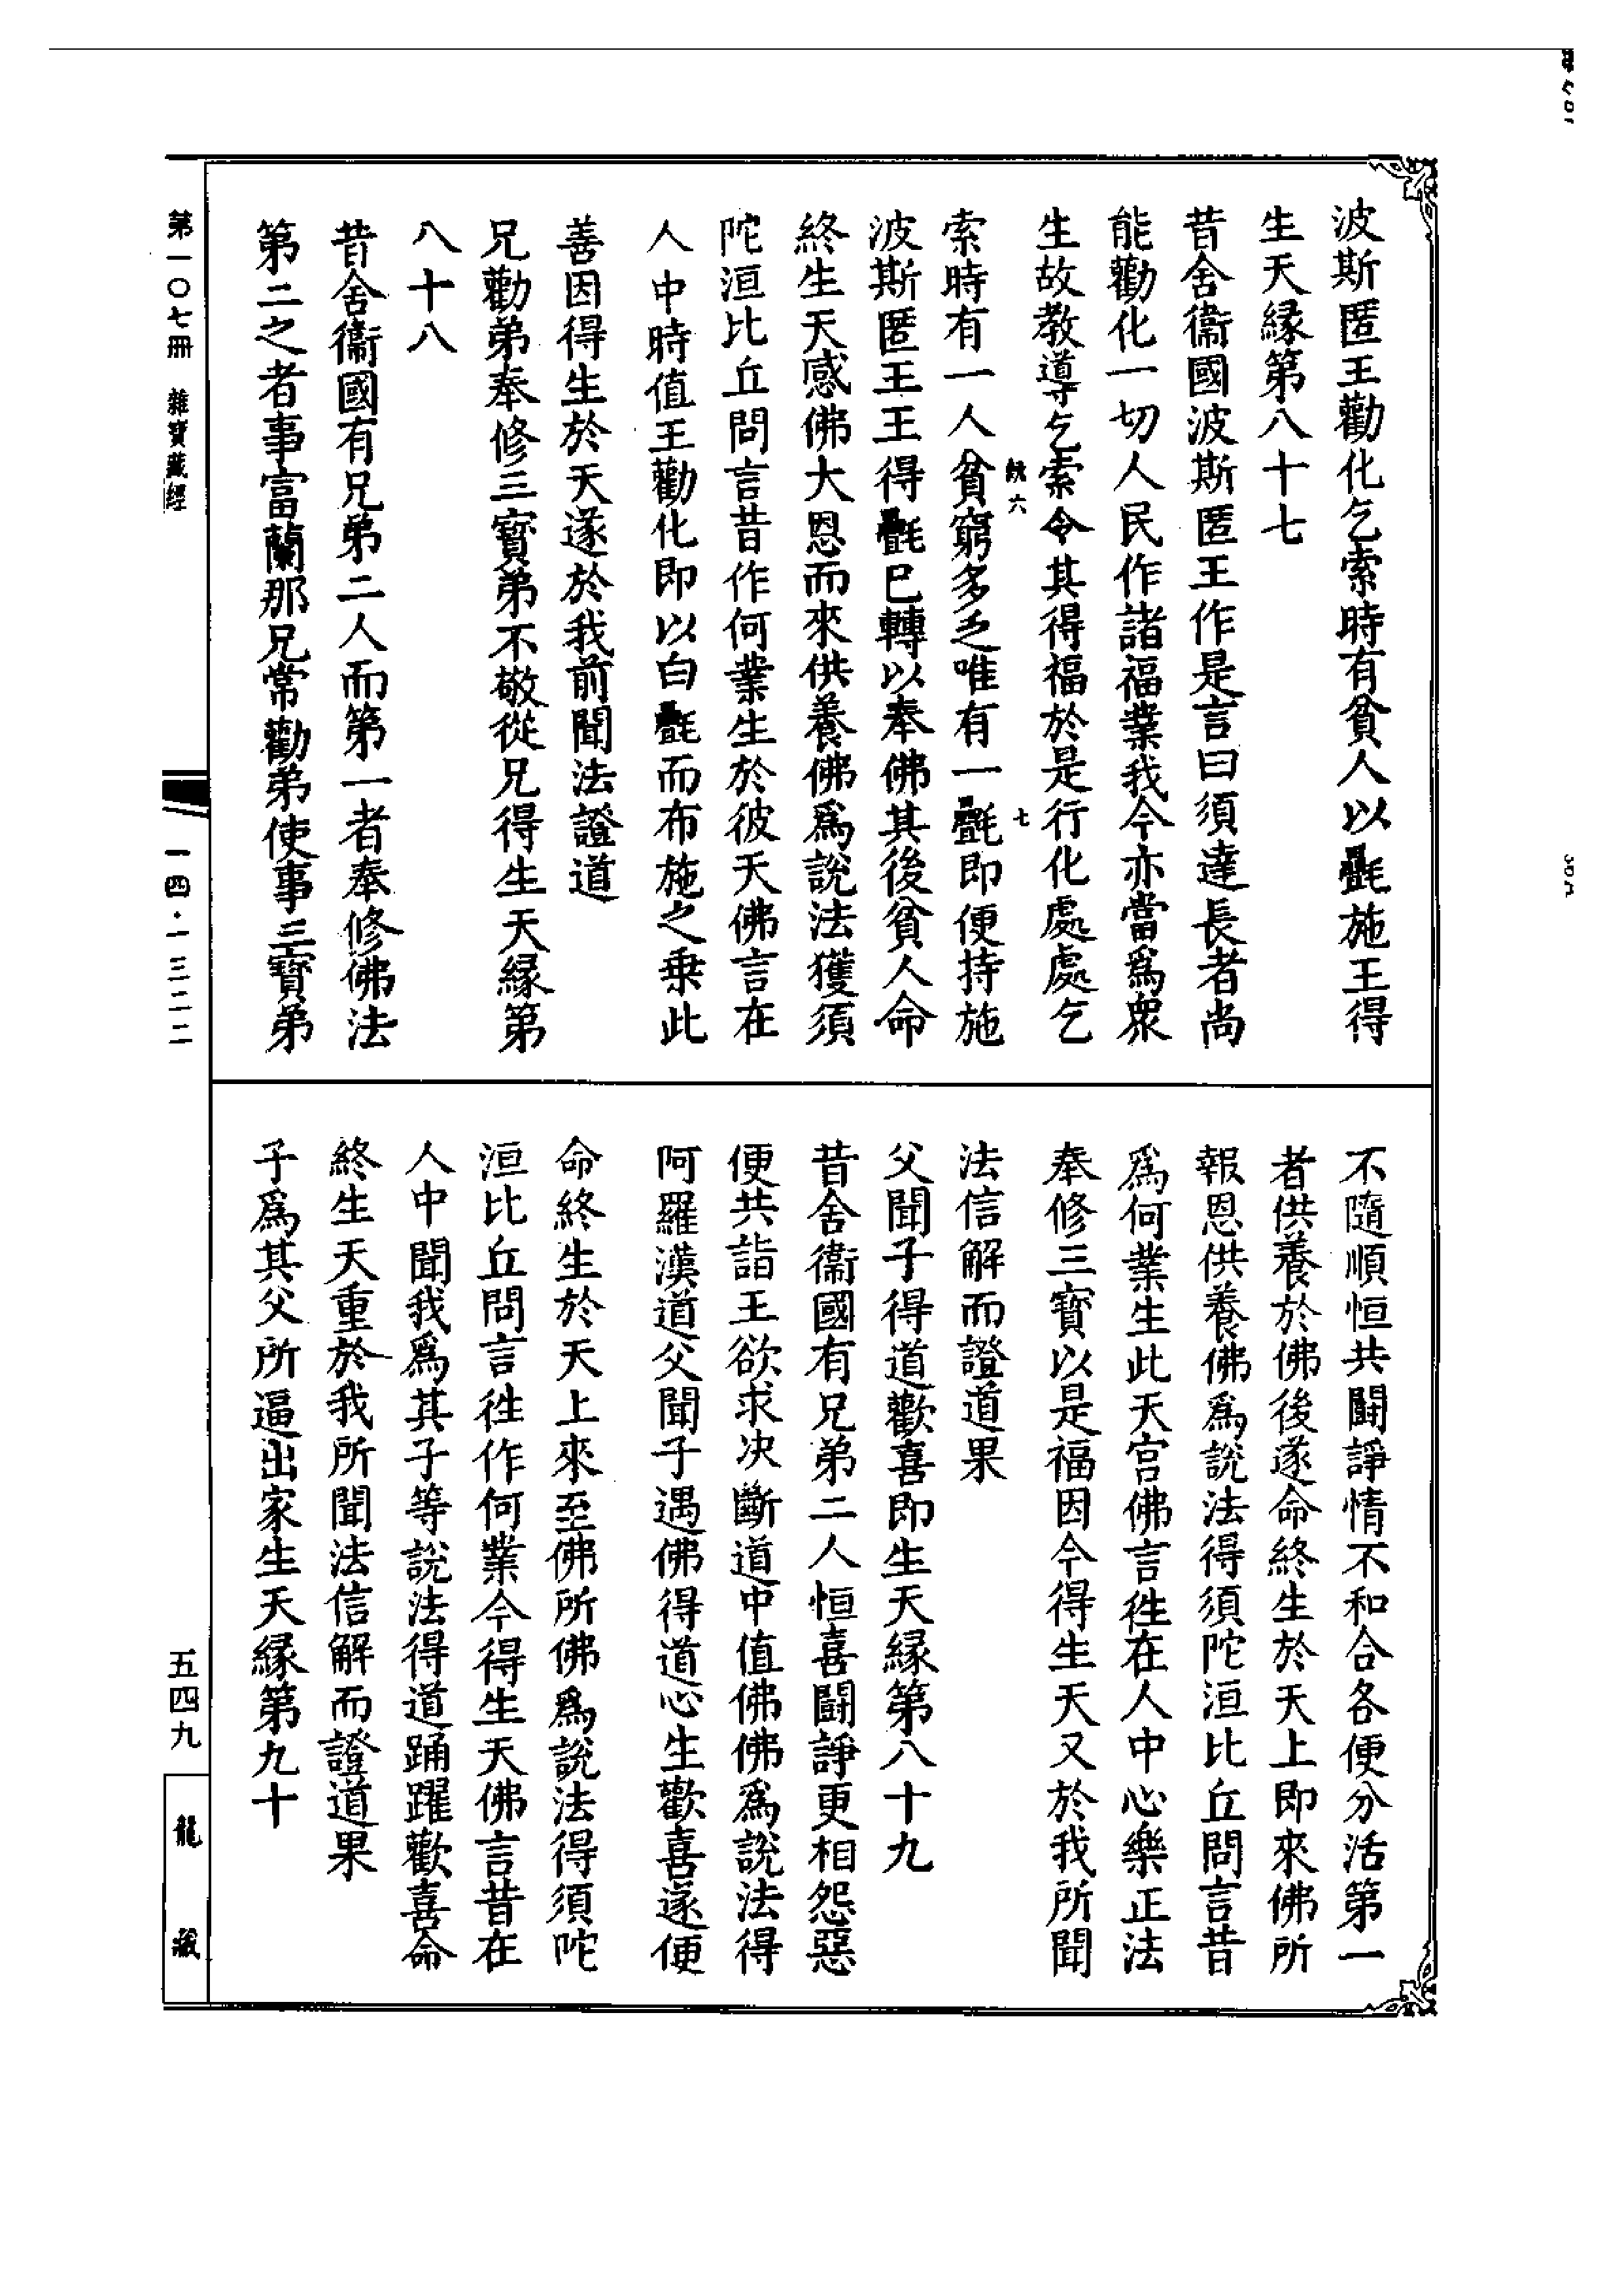 波斯匿王勸化乞索時有貧人以㲲施王得
生天緣第八十七
昔舍衞國波斯匿王作是言曰須達長者尚
能勸化一切人民作諸福業我今亦當爲衆
生故教導乞索令其得福於是行化處處乞
六 七
索時有一人貧窮多乏唯有一㲲即便持施
波斯匿王王得㲲已轉以奉佛其後貧人命
終生天感佛大恩而來供養佛爲說法獲須
陀洹比丘問言昔作何業生於彼天佛言在
人中時值王勸化即以白㲲而布施之乗此
善因得生於天遂於我前聞法證道
兄勸弟奉修三寳弟不敬從兄得生天緣第
八十八
昔舍衞國有兄弟二人而第一者奉修佛法
第二之者事富蘭那兄常勸弟使事三寳弟
不隨順恒共鬪諍情不和合各便分活第一
者供養於佛後遂命終生於天上即來佛所
報恩供養佛爲說法得須陀洹比丘問言昔
爲何業生此天宫佛言徃在人中心樂正法
奉修三寳以是福因今得生天又於我所聞
法信解而證道果
父聞子得道歡喜即生天緣第八十九
昔舍衞國有兄弟二人恒喜鬪諍更相怨惡
便共詣王欲求决斷道中值佛佛爲說法得
阿羅漢道父聞子遇佛得道心生歡喜遂便
命終生於天上來至佛所佛爲說法得須陀
洹比丘問言徃作何業今得生天佛言昔在
人中聞我爲其子等說法得道踊躍歡喜命
終生天重於我所聞法信解而證道果
子爲其父所逼出家生天緣第九十
第一〇七冊 雜寶藏經
一四·一三二二
五四九
龍藏